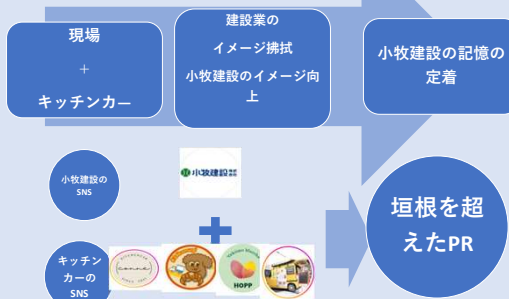 現場
+
キッチンカー
建設業の
イメージ拭拭
小牧建設のイメージ向
上
小牧建設の記憶の
定着
小牧建設の
SNS
小牧建設
キッチン
カーの
SNS
HOPP
垣根を超
えたPR